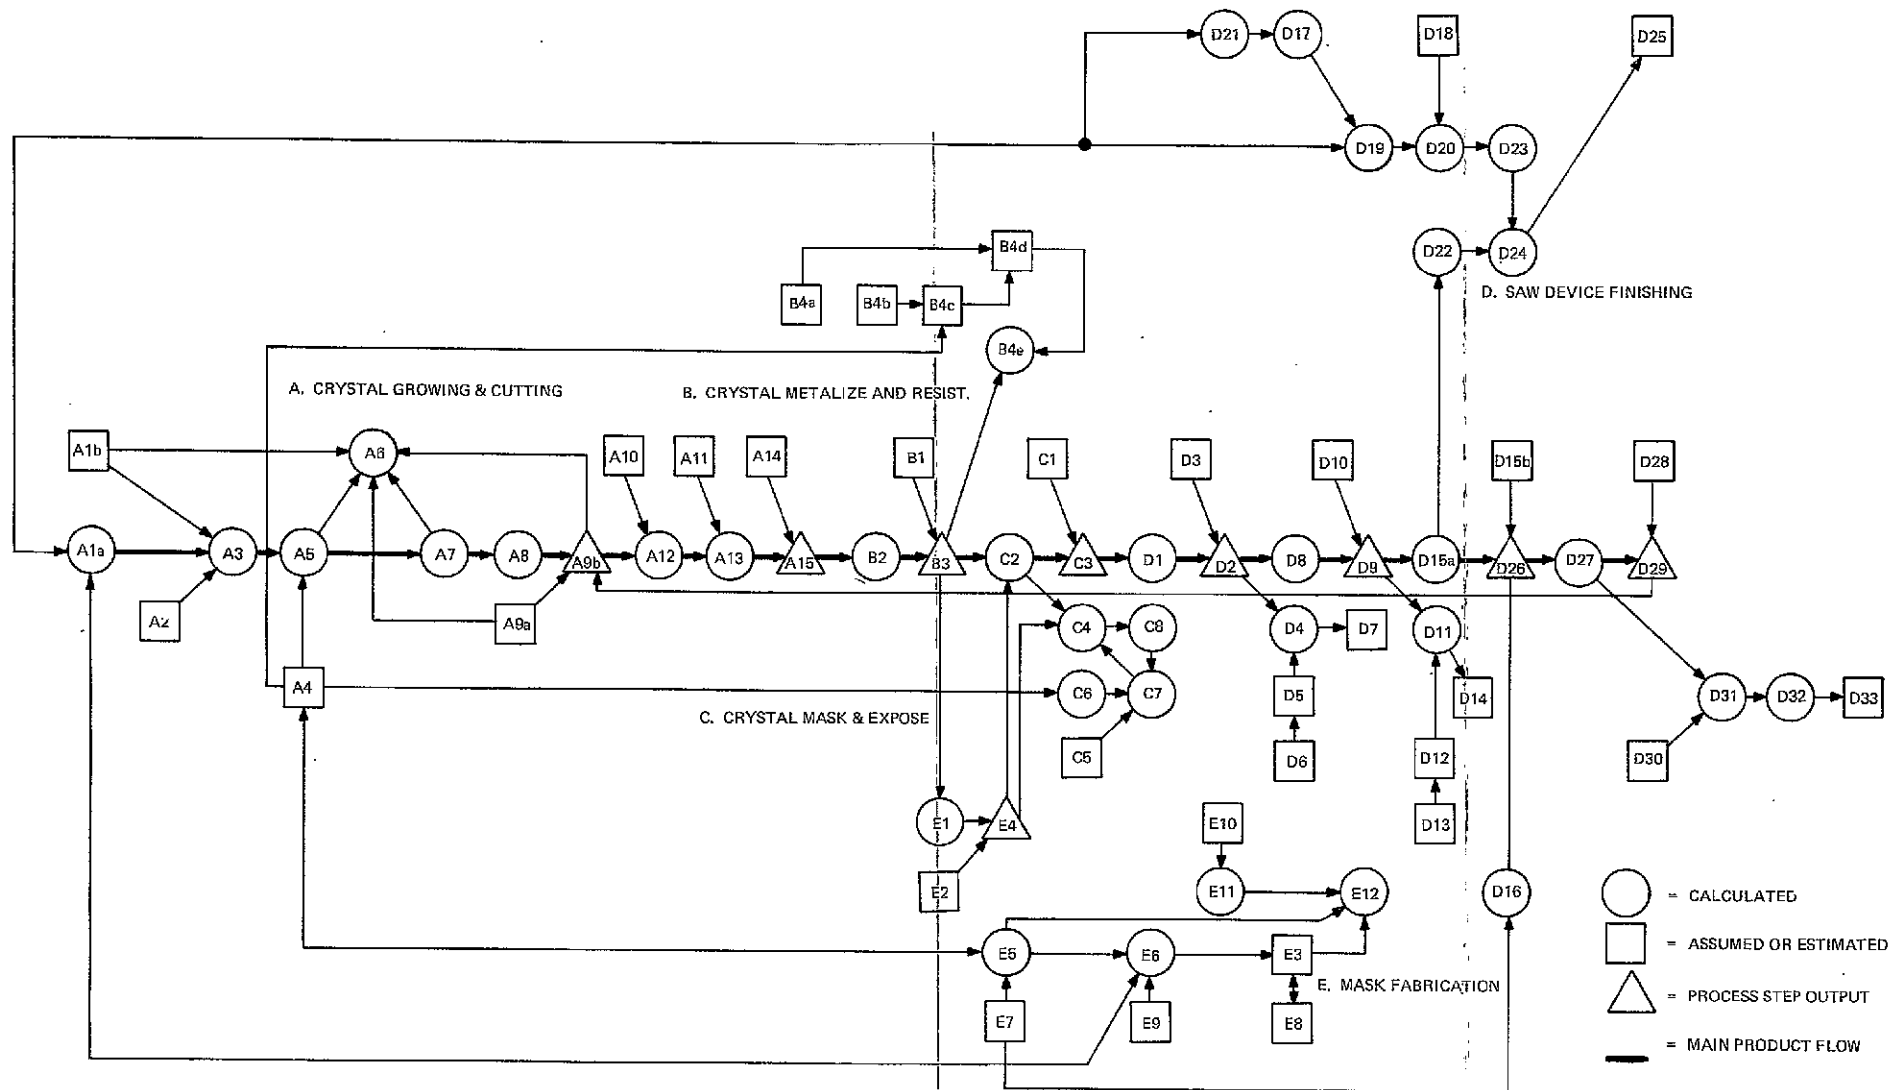 D21
D17
D18
D25
D19
D20
D23
B4d
D22
D24
B4a
B4b
B4c
D. SAW DEVICE FINISHING
B4e
A. CRYSTAL GROWING & CUTTING
B. CRYSTAL METALIZE AND RESIST.
A1b
A6
A10
A11
A14
B1
C1
D3
D10
D15b
D28
A1a
A3
A5
A7
A8
A9b
A12
A13
A15
B2
B3
C2
C3
D1
D2
D8
D9
D15a
D26
D27
D29
A2
A9a
C4
C8
D4
D7
D11
A4
C6
C7
D5
D14
D31
D32
D33
C. CRYSTAL MASK & EXPOSE
C5
D6
D12
D30
E1
E4
E10
D13
E2
E11
E12
D16
= CALCULATED
E5
E6
E3
= ASSUMED OR ESTIMATED
E. MASK FABRICATION
= PROCESS STEP OUTPUT
E7
E9
E8
= MAIN PRODUCT FLOW